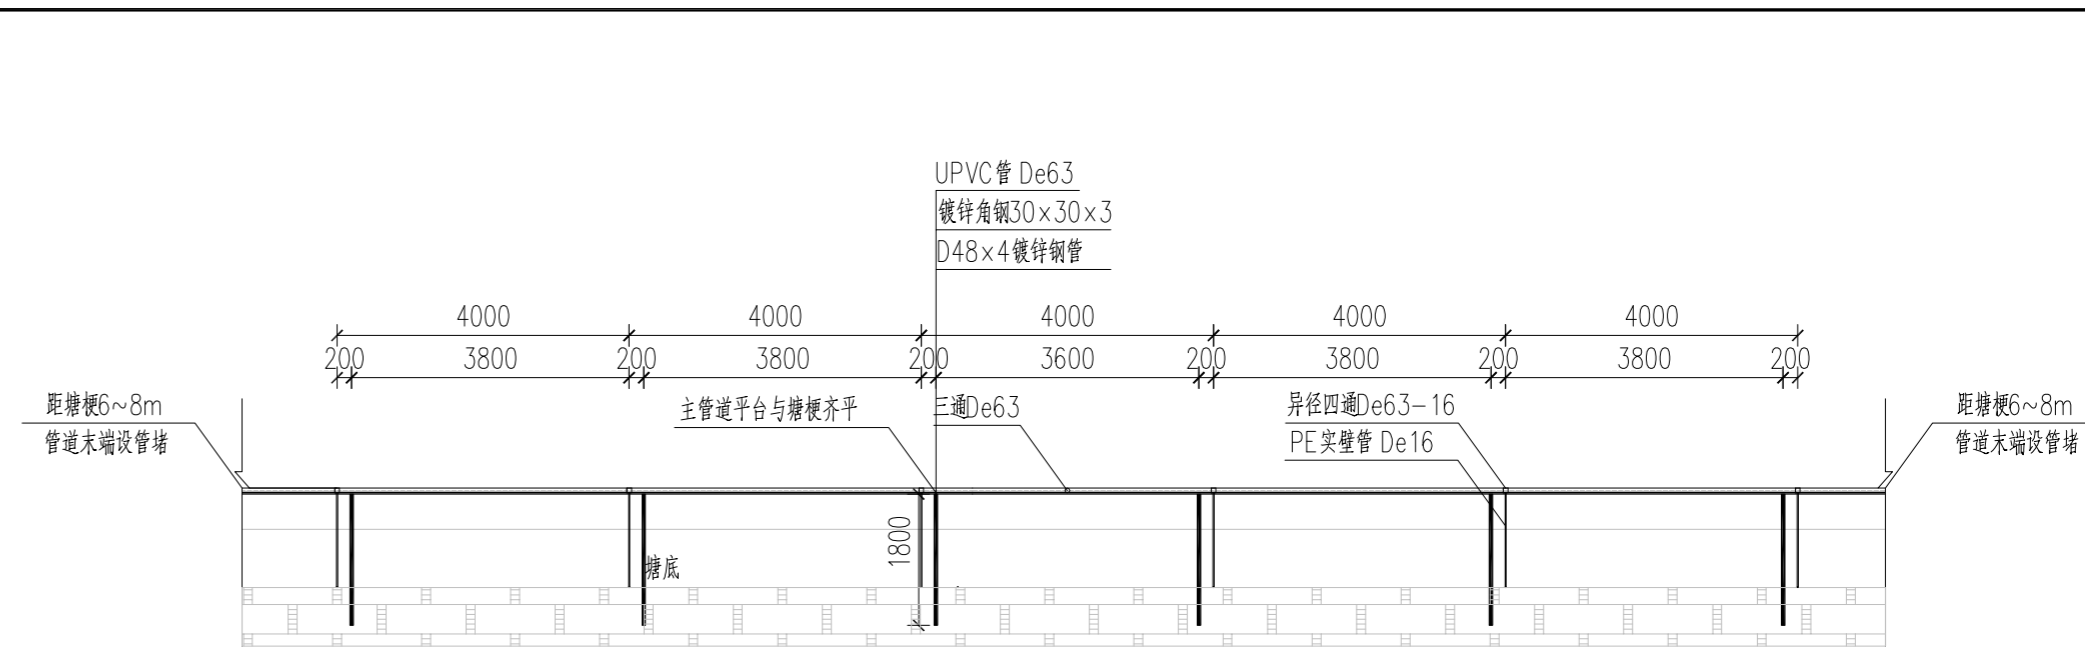 UPVC管 De63
镀锌角钢30×30×3
D48×4镀锌钢管
4000 4000 4000 4000 4000
200 3800 200 3800 200 3600 200 3800 200 3800 200
距塘梗6~8m
管道末端设管堵
主管道平台与塘梗齐平
三通De63
异径四通De63-16
PE实壁管 De16
距塘梗6~8m
管道末端设管堵
1800
塘底